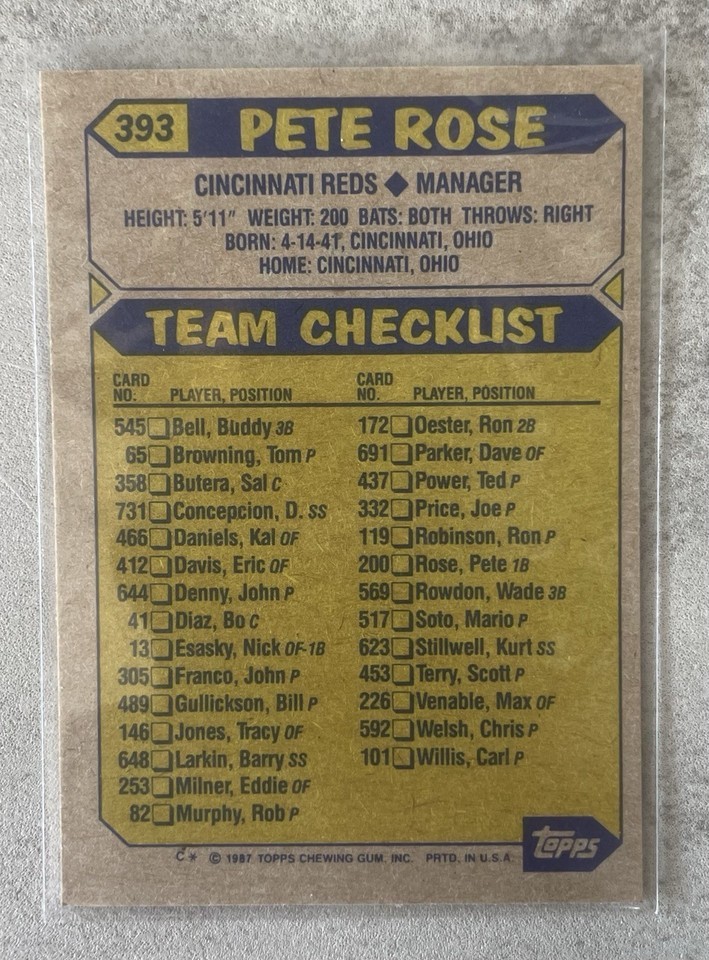 393 PETE ROSE
CINCINNATI REDS ◆ MANAGER
HEIGHT: 5'11" WEIGHT: 200 BATS: BOTH THROWS: RIGHT
BORN: 4-14-41, CINCINNATI, OHIO
HOME: CINCINNATI, OHIO
TEAM CHECKLIST
CARD NO. PLAYER, POSITION
545 Bell, Buddy 3B
65 Browning, Tom P
358 Butera, Sal C
731 Concepcion, D. SS
466 Daniels, Kal OF
412 Davis, Eric OF
644 Denny, John P
41 Diaz, Bo C
13 Esasky, Nick OF-1B
305 Franco, John P
489 Gullickson, Bill P
146 Jones, Tracy OF
648 Larkin, Barry SS
253 Milner, Eddie OF
82 Murphy, Rob P
CARD NO. PLAYER, POSITION
172 Oester, Ron 2B
691 Parker, Dave OF
437 Power, Ted P
332 Price, Joe P
119 Robinson, Ron P
200 Rose, Pete 1B
569 Rowdon, Wade 3B
517 Soto, Mario P
623 Stillwell, Kurt SS
453 Terry, Scott P
226 Venable, Max OF
592 Welsh, Chris P
101 Willis, Carl P
C* © 1987 TOPPS CHEWING GUM, INC. PRTD. IN U.S.A.
Topps